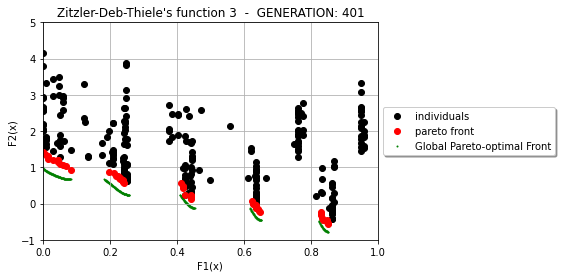 Zitzler-Deb-Thiele's function 3 - GENERATION: 401
5
4
3
2
1
0
−1
F2(x)
0.0 0.2 0.4 0.6 0.8 1.0
F1(x)
individuals
pareto front
Global Pareto-optimal Front